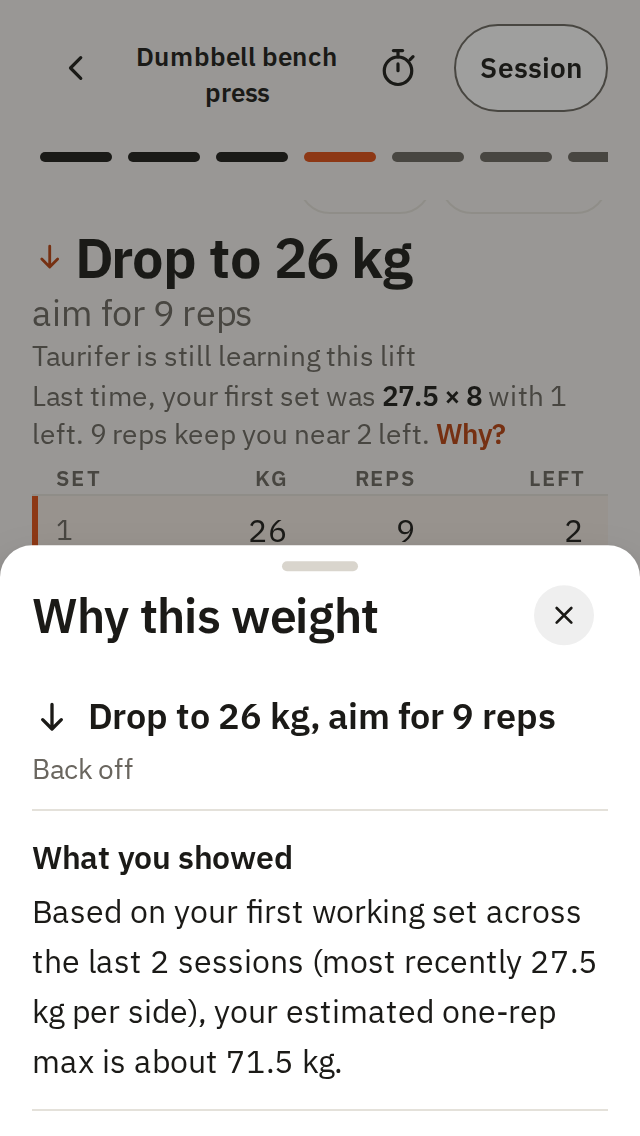 Dumbbell bench
press
Session
Drop to 26 kg
aim for 9 reps
Taurifer is still learning this lift
Last time, your first set was 27.5 × 8 with 1
left. 9 reps keep you near 2 left. Why?
SET KG REPS LEFT
1 26 9 2
Why this weight
Drop to 26 kg, aim for 9 reps
Back off
What you showed
Based on your first working set across
the last 2 sessions (most recently 27.5
kg per side), your estimated one-rep
max is about 71.5 kg.